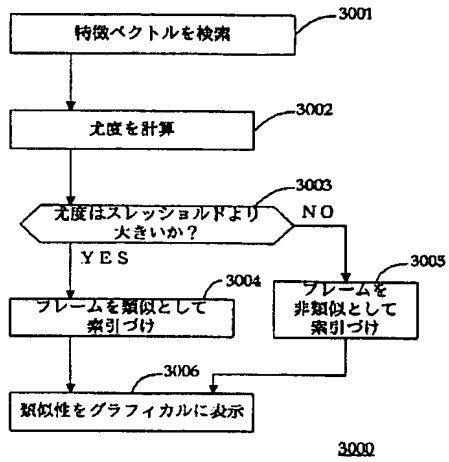 3001
特徴ベクトルを検索
3002
尤度を計算
3003
尤度はスレッショルドより
大きいか？
NO
YES
3004
フレームを類似として
索引づけ
3005
フレームを
非類似として
索引づけ
3006
類似性をグラフィカルに表示
3000